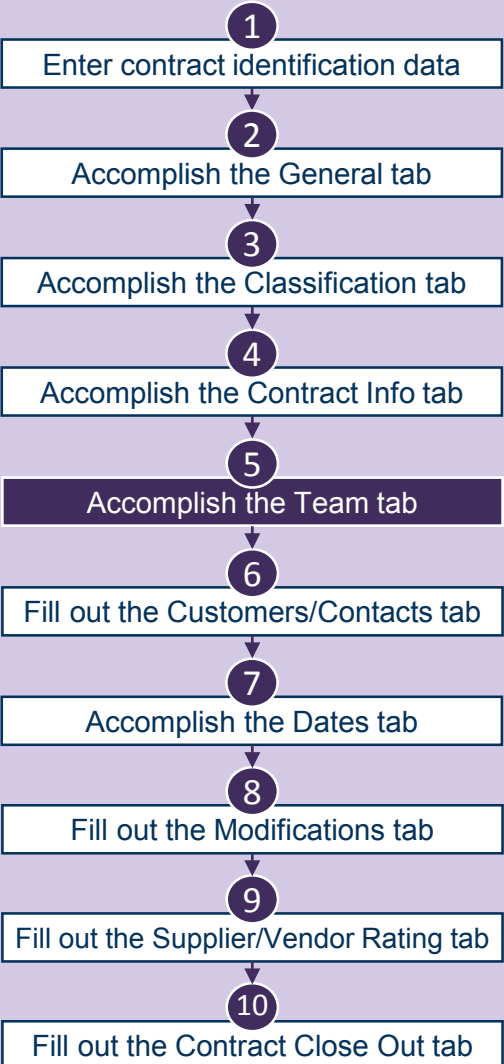 1
Enter contract identification data
2
Accomplish the General tab
3
Accomplish the Classification tab
4
Accomplish the Contract Info tab
5
Accomplish the Team tab
6
Fill out the Customers/Contacts tab
7
Accomplish the Dates tab
8
Fill out the Modifications tab
9
Fill out the Supplier/Vendor Rating tab
10
Fill out the Contract Close Out tab